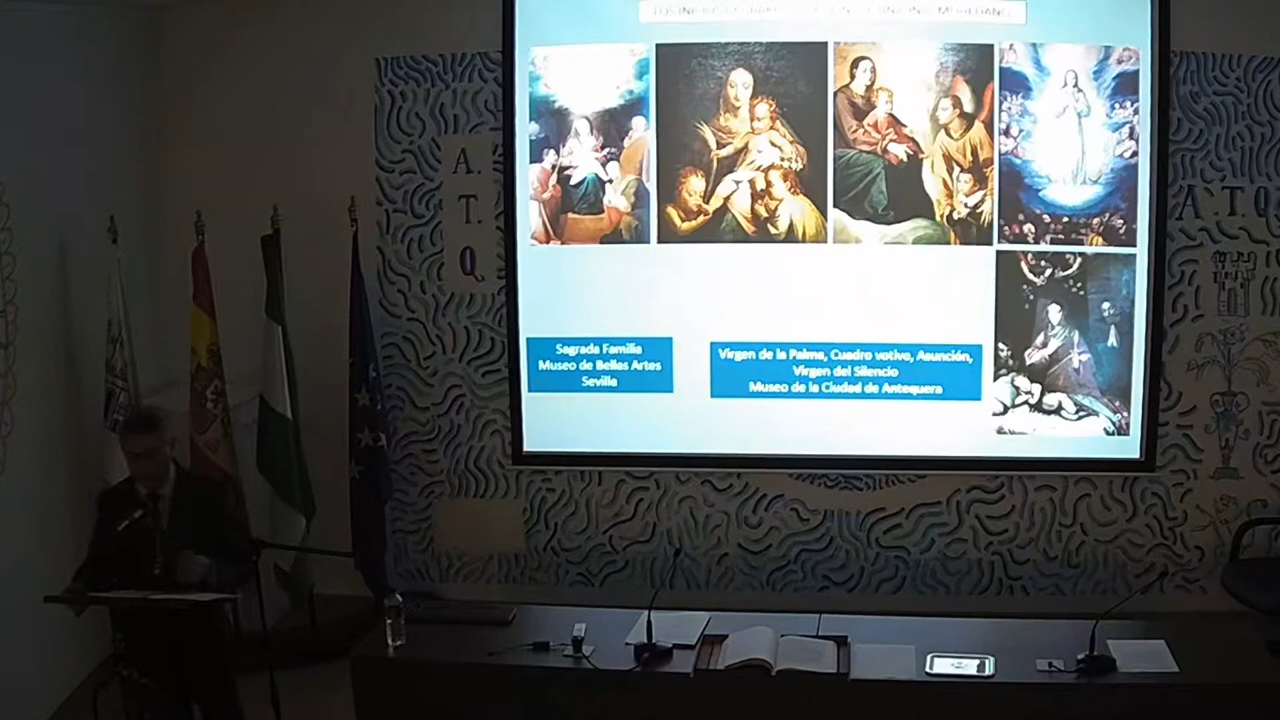 A.
T.
Q
A.T.Q
Sagrada Familia
Museo de Bellas Artes
Sevilla
Virgen de la Palma, Cuadro votivo, Asunción,
Virgen del Silencio
Museo de la Ciudad de Antequera